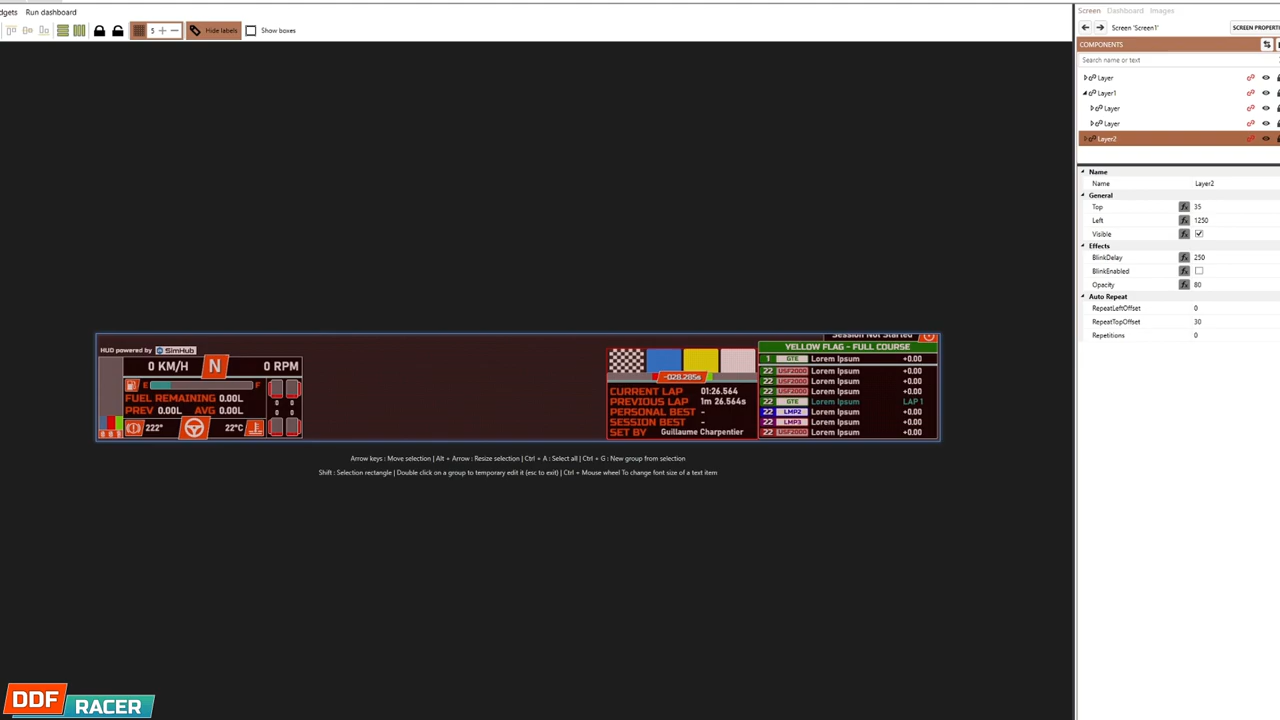 dgets Run dashboard
5 Hide labels Show boxes
Screen Dashboard Images
Screen 'Screen1'
SCREEN PROPERT
COMPONENTS
Search name or text
Layer
Layer1
Layer
Layer
Layer2
Name
Name Layer2
General
Top 35
Left 1250
Visible
Effects
BlinkDelay 250
BlinkEnabled
Opacity 80
Auto Repeat
RepeatLeftOffset 0
RepeatTopOffset 30
Repetitions 0
HUD powered by SimHub
0 KM/H N 0 RPM
E F
FUEL REMAINING 0.00L
PREV 0.00L AVG 0.00L
0 0
0 0
222° 22°C
-028.285s
CURRENT LAP 01:26.564
PREVIOUS LAP 1m 26.564s
PERSONAL BEST -
SESSION BEST -
SET BY Guillaume Charpentier
Session Not Started
YELLOW FLAG - FULL COURSE
1 GTE Lorem Ipsum +0.00
22 USF2000 Lorem Ipsum +0.00
22 USF2000 Lorem Ipsum +0.00
22 USF2000 Lorem Ipsum +0.00
22 GTE Lorem Ipsum LAP 1
22 LMP2 Lorem Ipsum +0.00
22 LMP3 Lorem Ipsum +0.00
22 USF2000 Lorem Ipsum +0.00
Arrow keys : Move selection | Alt + Arrow : Resize selection | Ctrl + A : Select all | Ctrl + G : New group from selection
Shift : Selection rectangle | Double click on a group to temporary edit it (esc to exit) | Ctrl + Mouse wheel To change font size of a text item
DDF RACER